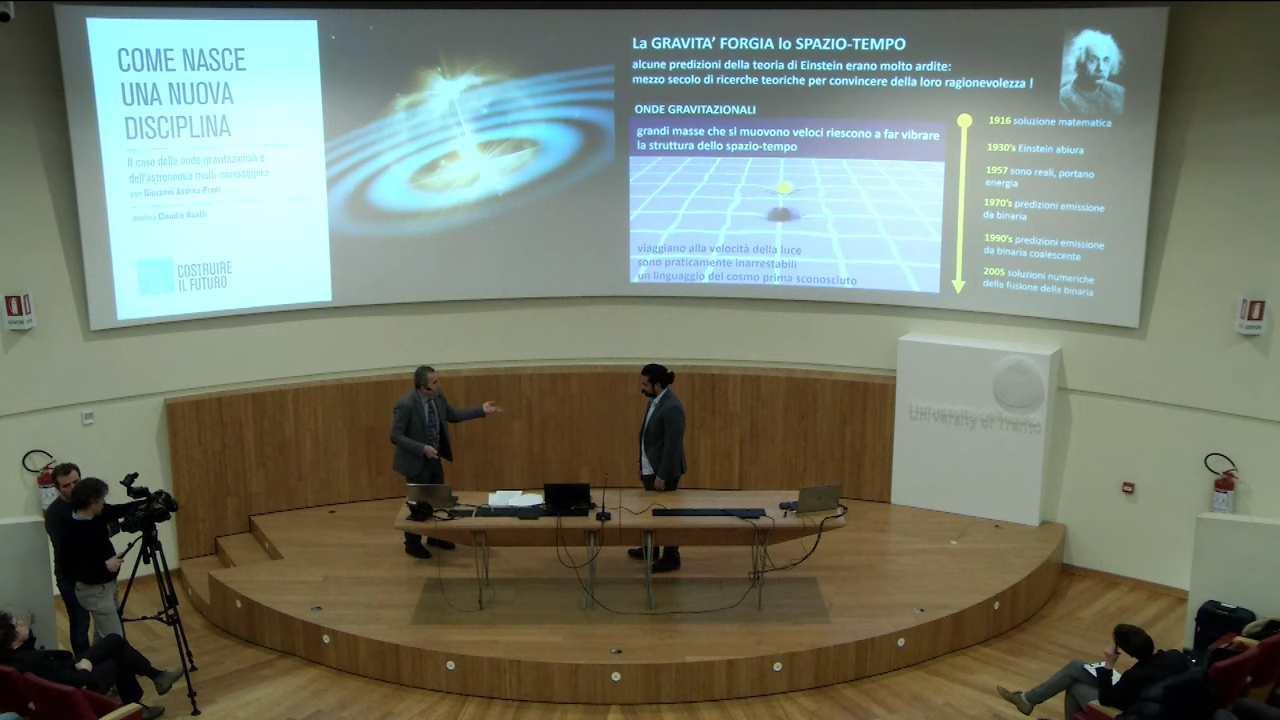 COME NASCE
UNA NUOVA
DISCIPLINA
Il caso delle onde gravitazionali e
dell'astronomia multi-messaggera
con Giovanni Andrea Prodi
modera Claudio Ruatti
COSTRUIRE
IL FUTURO
La GRAVITA' FORGIA lo SPAZIO-TEMPO
alcune predizioni della teoria di Einstein erano molto ardite:
mezzo secolo di ricerche teoriche per convincere della loro ragionevolezza !
ONDE GRAVITAZIONALI
grandi masse che si muovono veloci riescono a far vibrare
la struttura dello spazio-tempo
viaggiano alla velocità della luce
sono praticamente inarrestabili
un linguaggio del cosmo prima sconosciuto
1916 soluzione matematica
1930's Einstein abiura
1957 sono reali, portano
energia
1970's predizioni emissione
da binaria
1990's predizioni emissione
da binaria coalescente
2005 soluzioni numeriche
della fusione della binaria
University of Trento